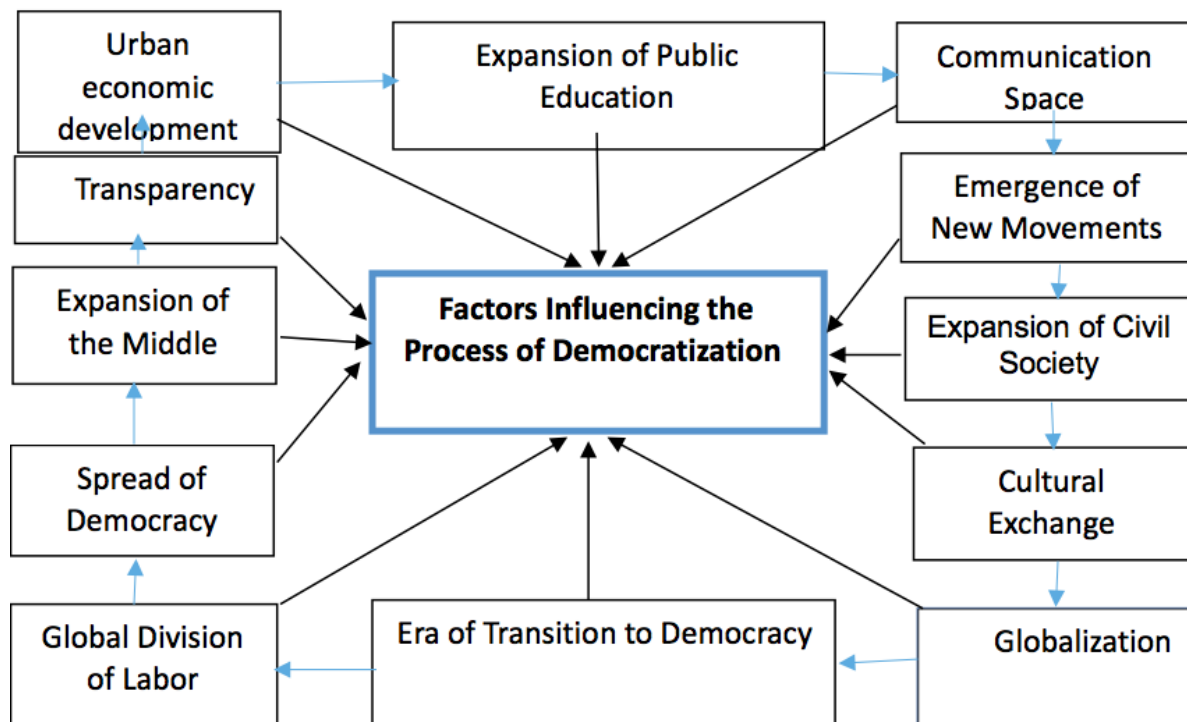 Urban
economic
development
Expansion of Public
Education
Communication
Space
Transparency
Emergence of
New Movements
Factors Influencing the
Process of Democratization
Expansion of
the Middle
Expansion of Civil
Society
Spread of
Democracy
Cultural
Exchange
Global Division
of Labor
Era of Transition to Democracy
Globalization